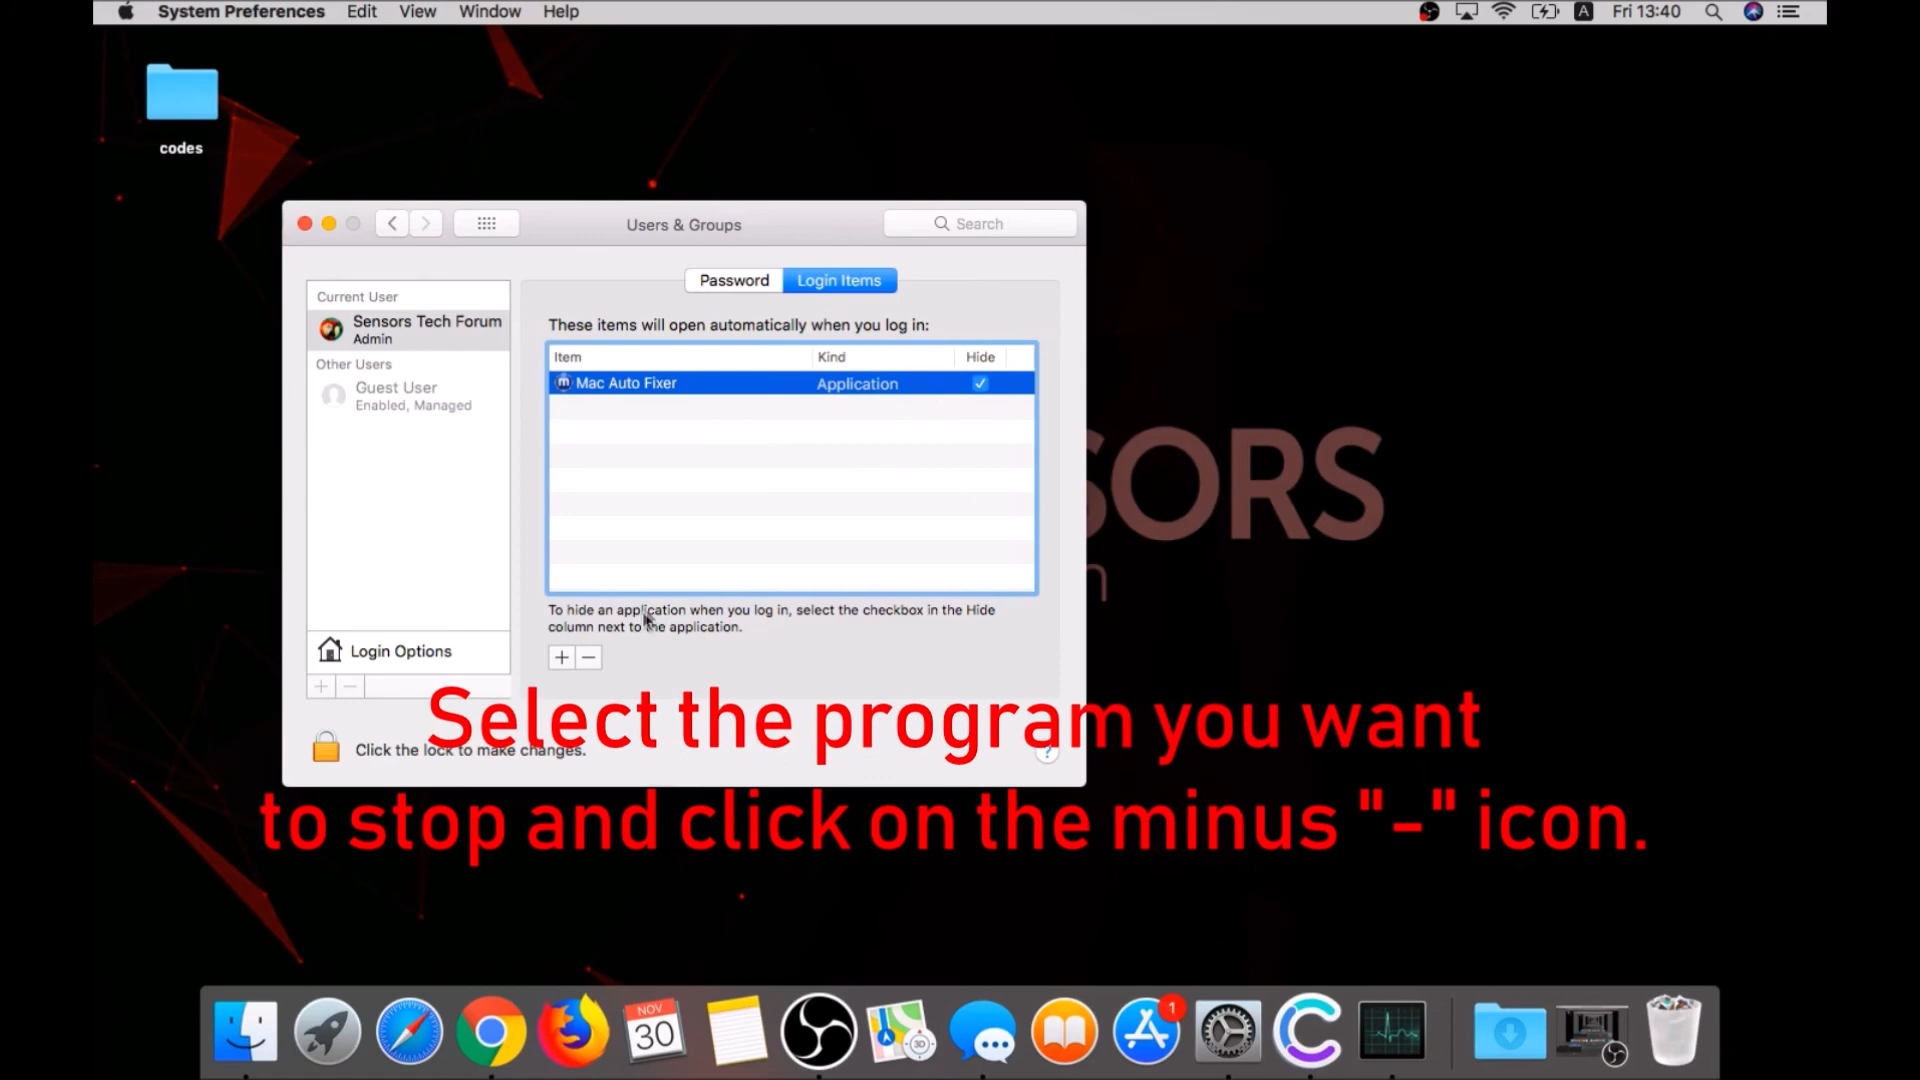 System Preferences Edit View Window Help
A Fri 13:40
codes
Users & Groups
Search
Password Login Items
Current User
Sensors Tech Forum
Admin
Other Users
Guest User
Enabled, Managed
Login Options
These items will open automatically when you log in:
Item Kind Hide
Mac Auto Fixer Application
To hide an application when you log in, select the checkbox in the Hide
column next to the application.
+ −
+ −
Click the lock to make changes.
?
SORS
Select the program you want
to stop and click on the minus "-" icon.
NOV
30
3D
1